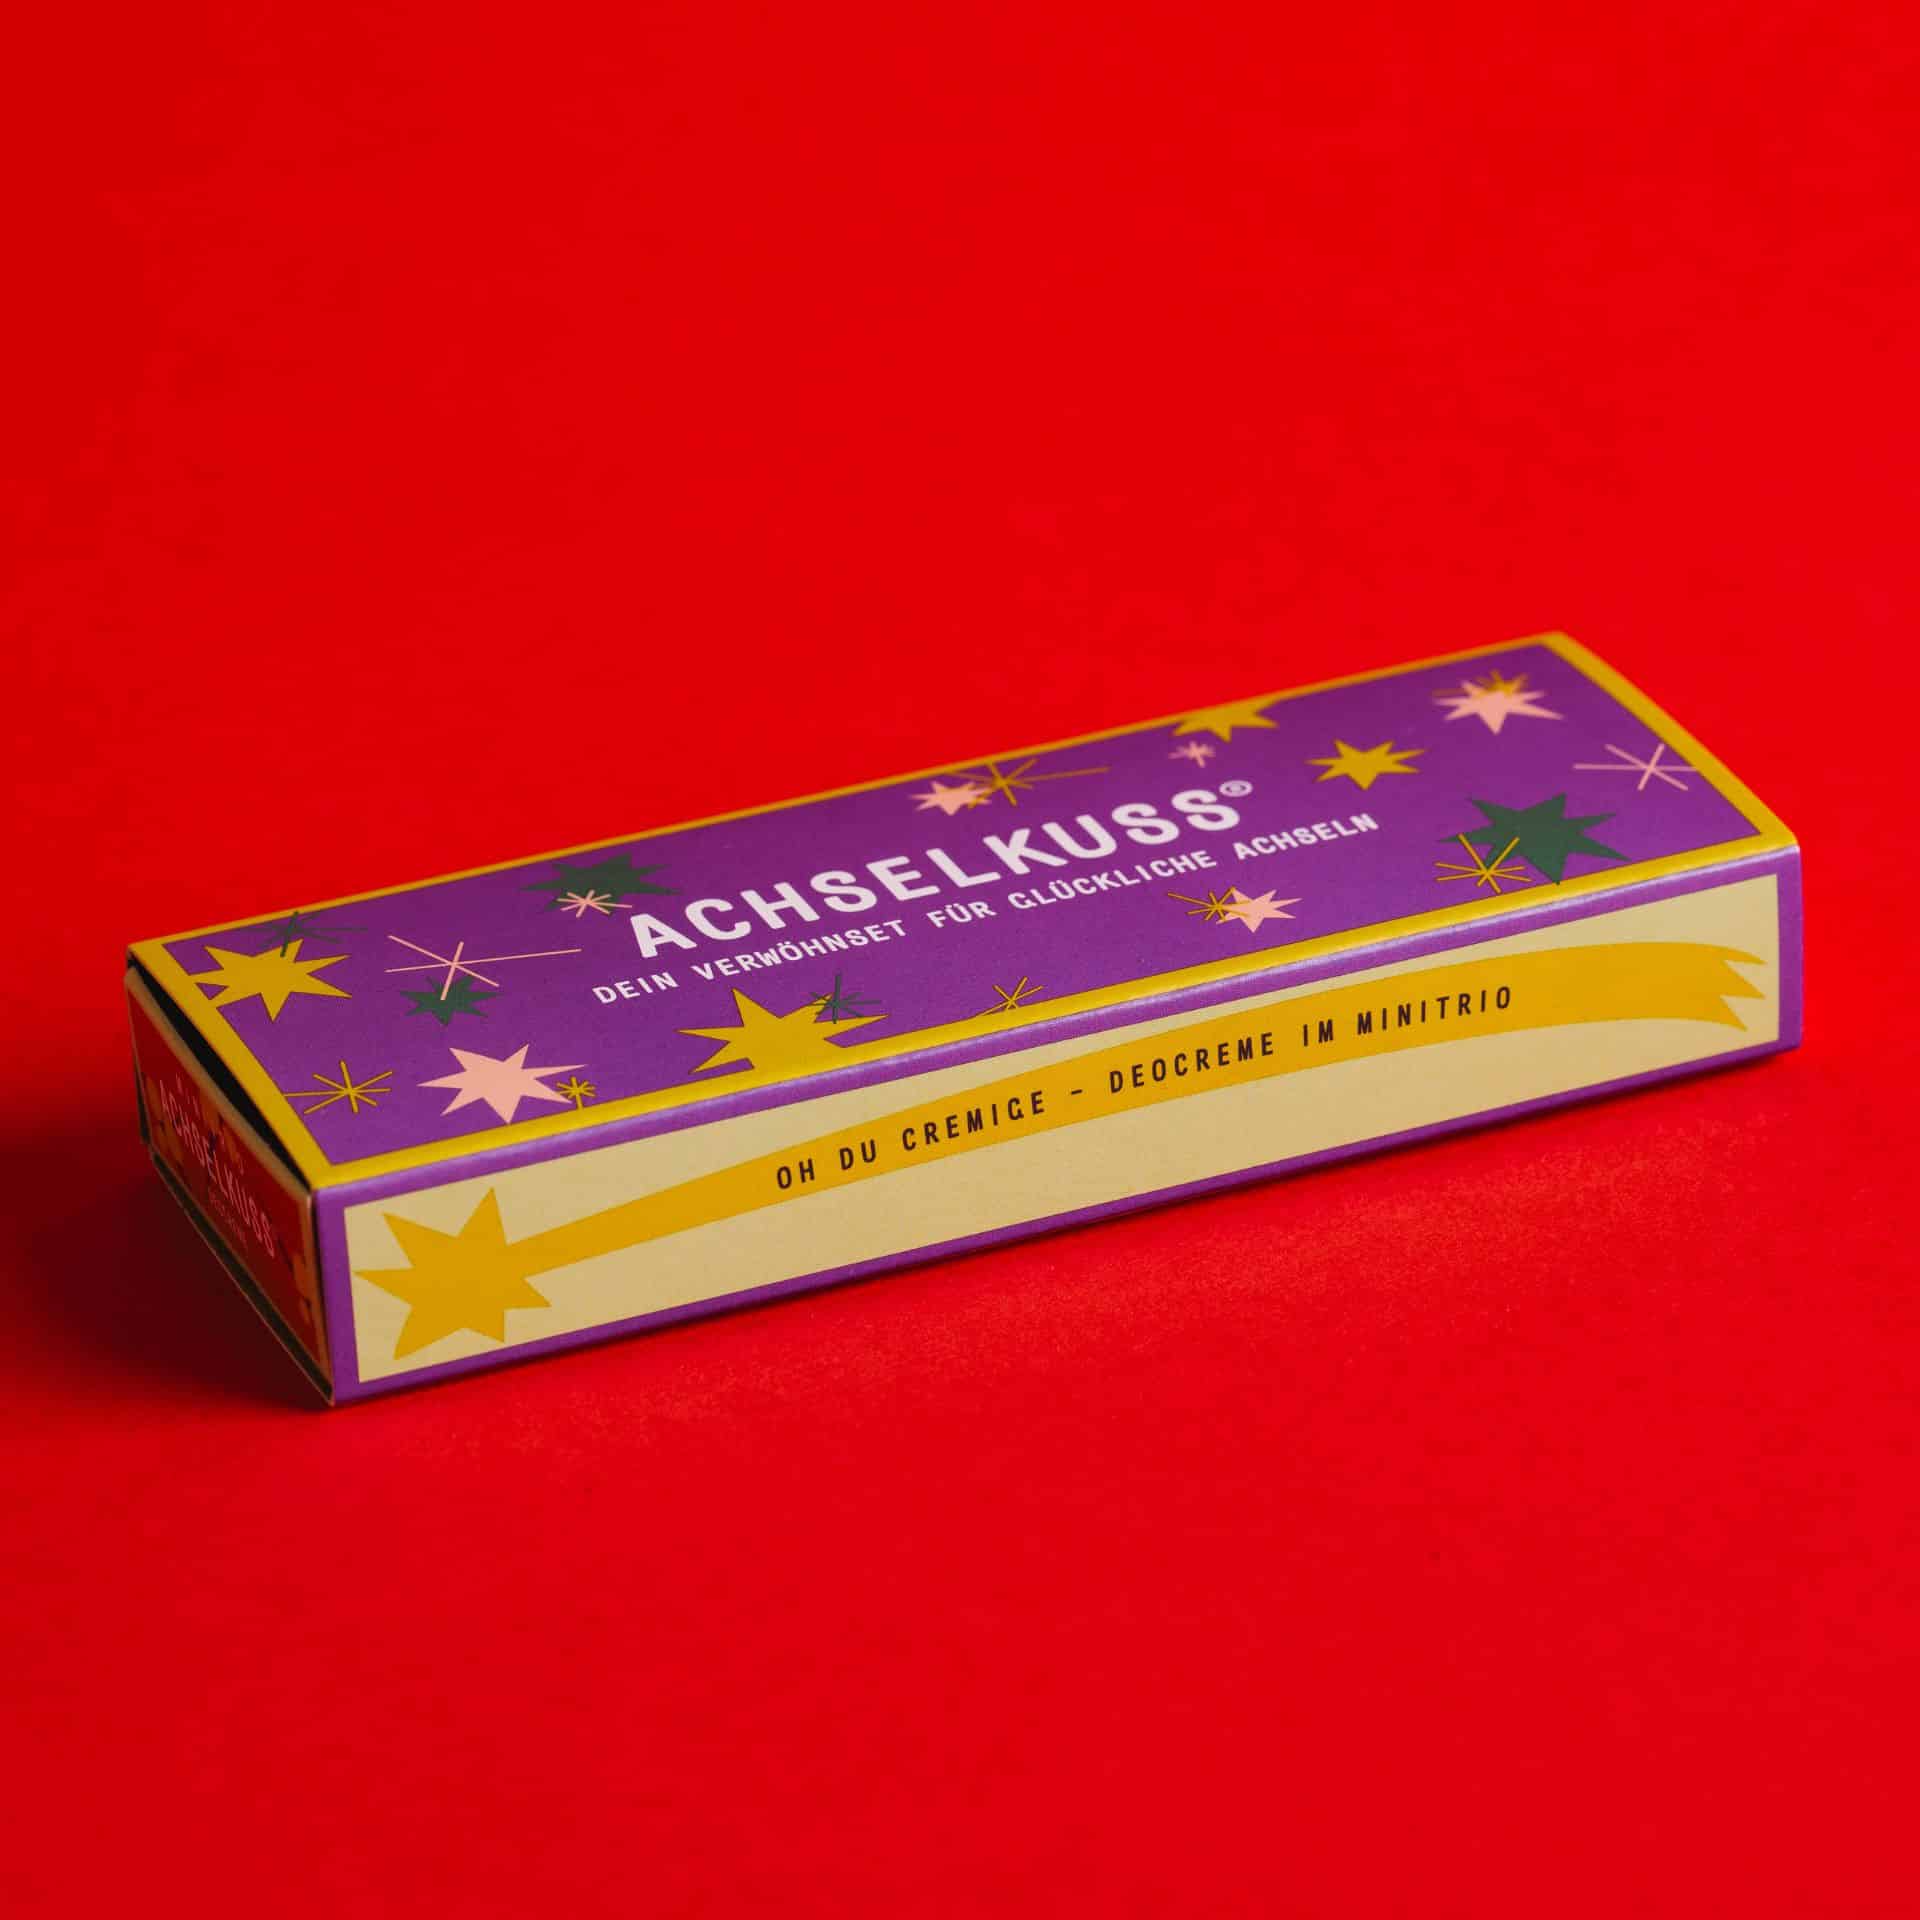 ACHSELKUSS®
DEIN VERWÖHNSET FÜR GLÜCKLICHE ACHSELN
OH DU CREMIGE – DEOCREME IM MINITRIO
ACHSELKUSS